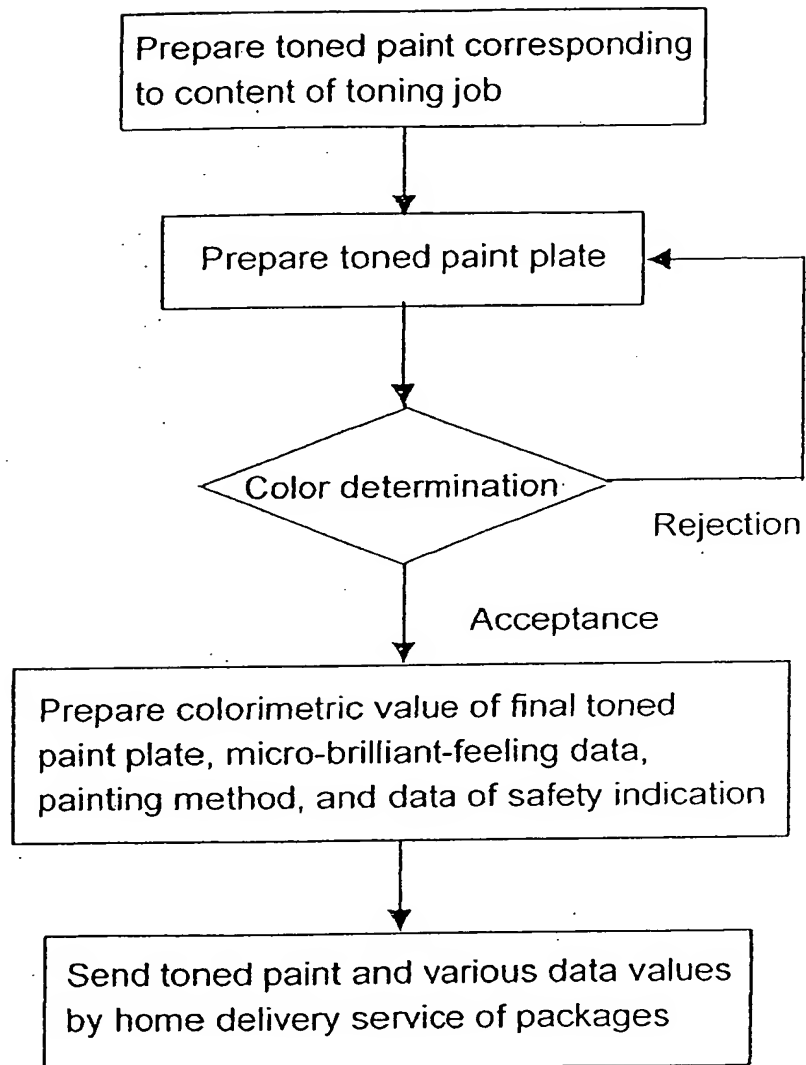 Prepare toned paint corresponding
to content of toning job
Prepare toned paint plate
Color determination
Rejection
Acceptance
Prepare colorimetric value of final toned
paint plate, micro-brilliant-feeling data,
painting method, and data of safety indication
Send toned paint and various data values
by home delivery service of packages